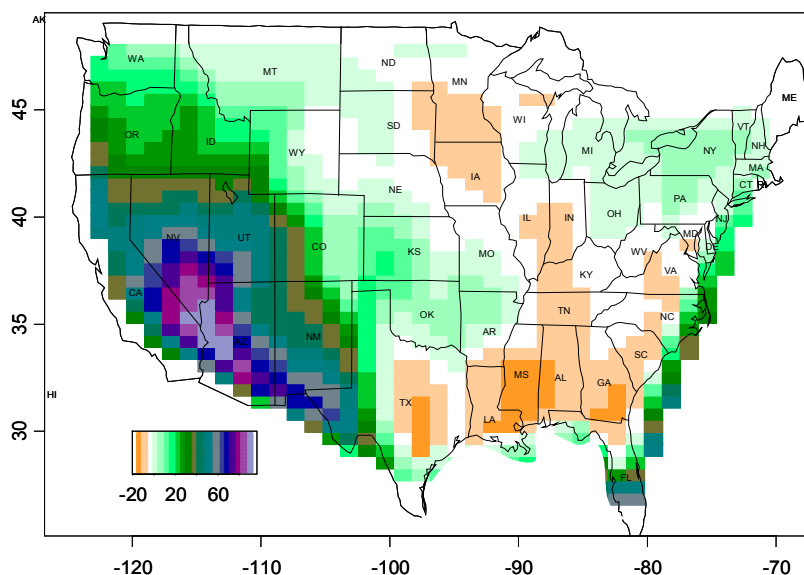 AK
WA MT ND MN ME
45
OR ID WY SD WI MI VT NY NH
MA
IA NE PA CT RI
40
NV UT CO KS MO IL IN OH NJ
MD DE
WV VA
CA OK KY
35
AZ NM AR TN NC
SC
HI TX MS AL GA
LA
30
FL
-20 20 60
-120 -110 -100 -90 -80 -70